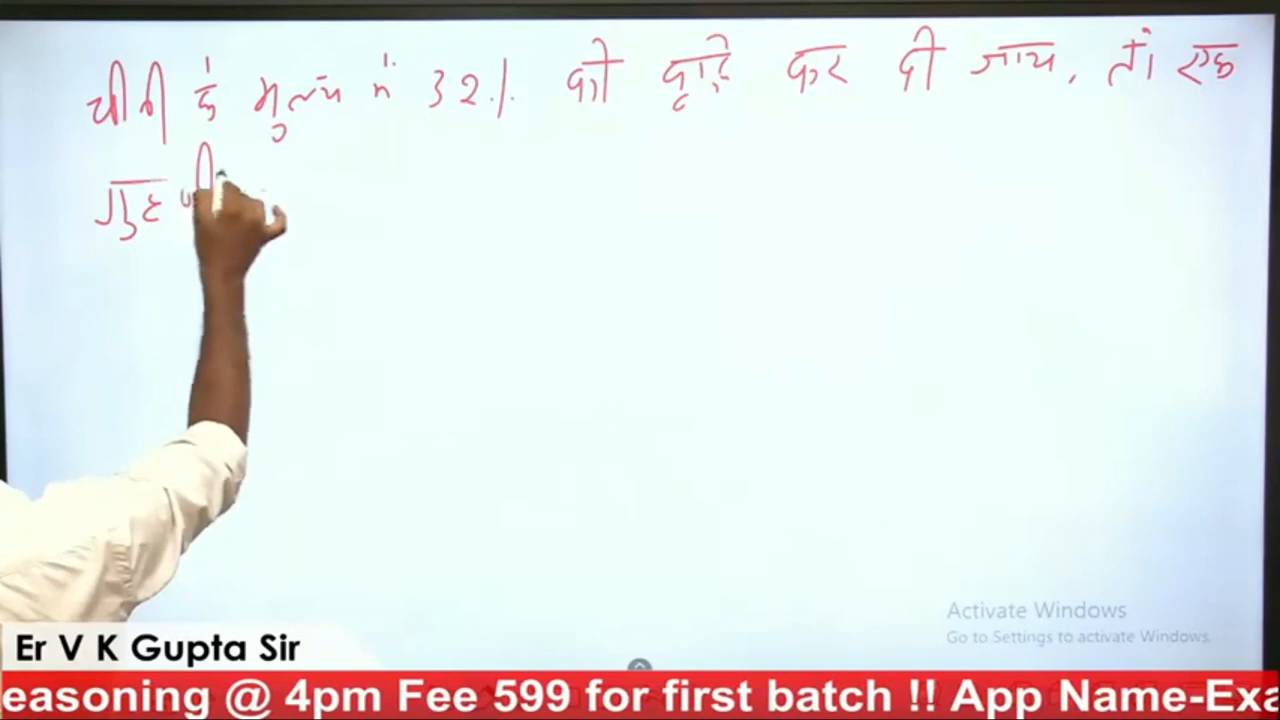 चीनी के मुल्य में 32% की वृद्धि कर दी जाय, तो एक
गृह
Activate Windows
Go to Settings to activate Windows.
Er V K Gupta Sir
easoning @ 4pm Fee 599 for first batch !! App Name-Exa